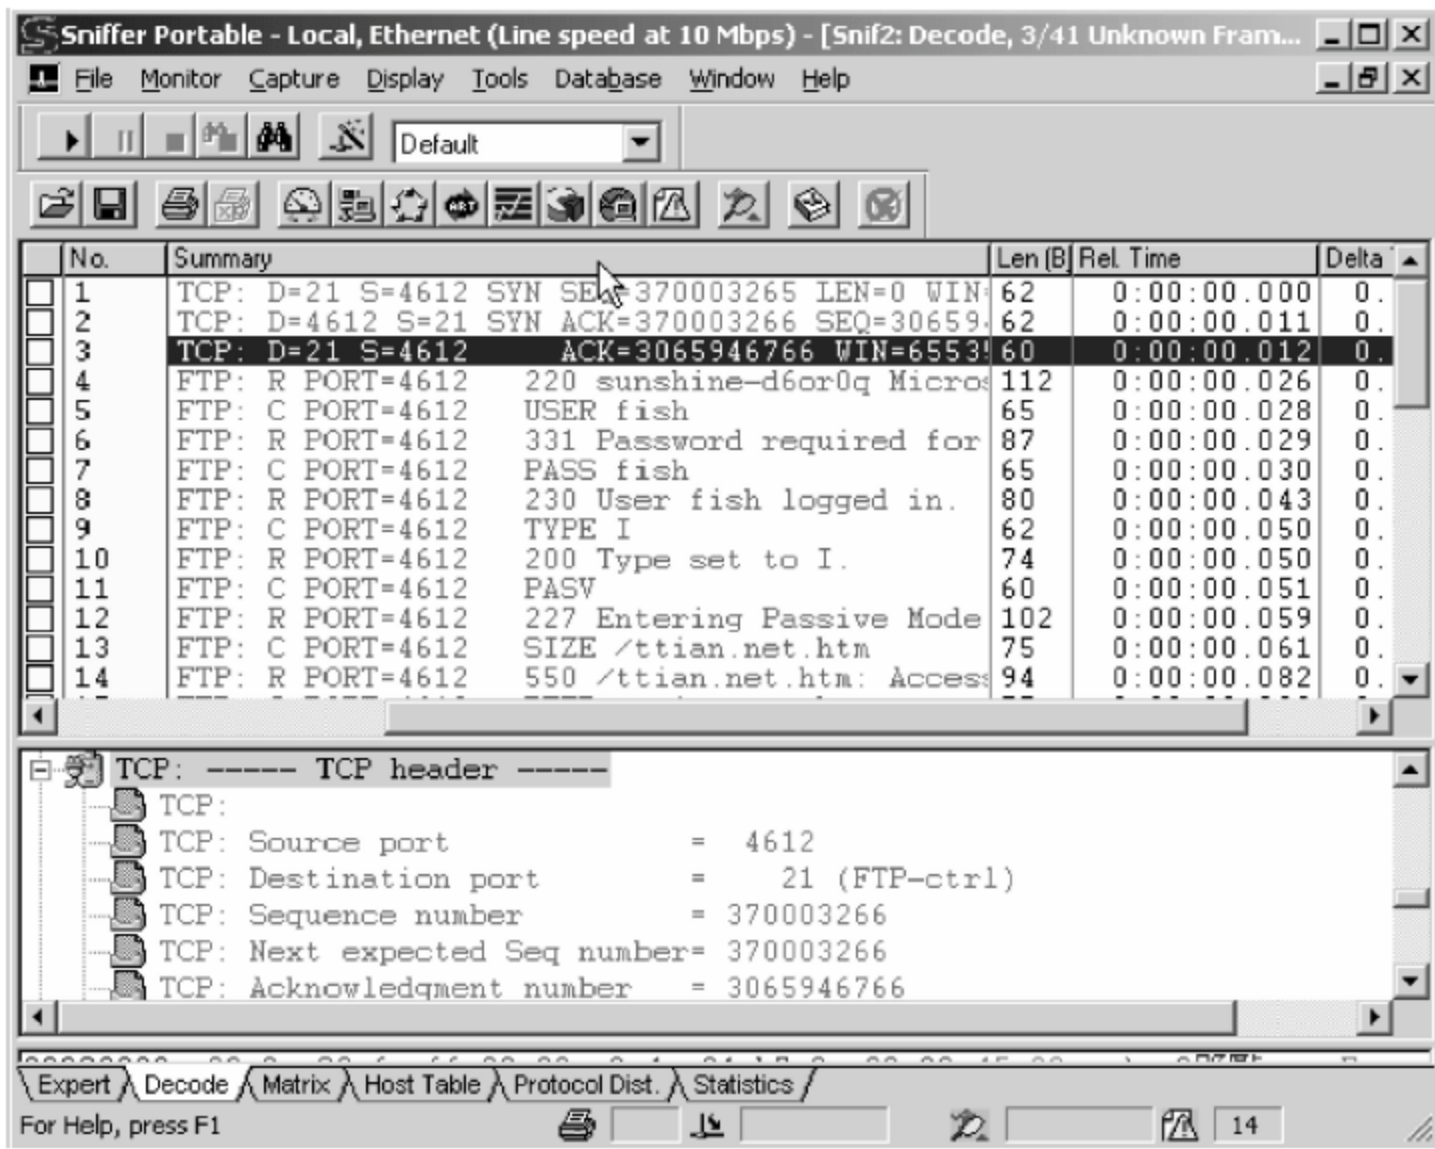 Sniffer Portable - Local, Ethernet (Line speed at 10 Mbps) - [Snif2: Decode, 3/41 Unknown Fram...
File Monitor Capture Display Tools Database Window Help
Default
No. Summary Len (B) Rel. Time Delta
1 TCP: D=21 S=4612 SYN SEQ=370003265 LEN=0 WIN= 62 0:00:00.000 0.
2 TCP: D=4612 S=21 SYN ACK=370003266 SEQ=30659 62 0:00:00.011 0.
3 TCP: D=21 S=4612 ACK=3065946766 WIN=6553 60 0:00:00.012 0.
4 FTP: R PORT=4612 220 sunshine-d6or0q Micros 112 0:00:00.026 0.
5 FTP: C PORT=4612 USER fish 65 0:00:00.028 0.
6 FTP: R PORT=4612 331 Password required for 87 0:00:00.029 0.
7 FTP: C PORT=4612 PASS fish 65 0:00:00.030 0.
8 FTP: R PORT=4612 230 User fish logged in. 80 0:00:00.043 0.
9 FTP: C PORT=4612 TYPE I 62 0:00:00.050 0.
10 FTP: R PORT=4612 200 Type set to I. 74 0:00:00.050 0.
11 FTP: C PORT=4612 PASV 60 0:00:00.051 0.
12 FTP: R PORT=4612 227 Entering Passive Mode 102 0:00:00.059 0.
13 FTP: C PORT=4612 SIZE /ttian.net.htm 75 0:00:00.061 0.
14 FTP: R PORT=4612 550 /ttian.net.htm: Access 94 0:00:00.082 0.
TCP: ----- TCP header -----
TCP:
TCP: Source port = 4612
TCP: Destination port = 21 (FTP-ctrl)
TCP: Sequence number = 370003266
TCP: Next expected Seq number= 370003266
TCP: Acknowledgment number = 3065946766
Expert Decode Matrix Host Table Protocol Dist. Statistics
For Help, press F1 14